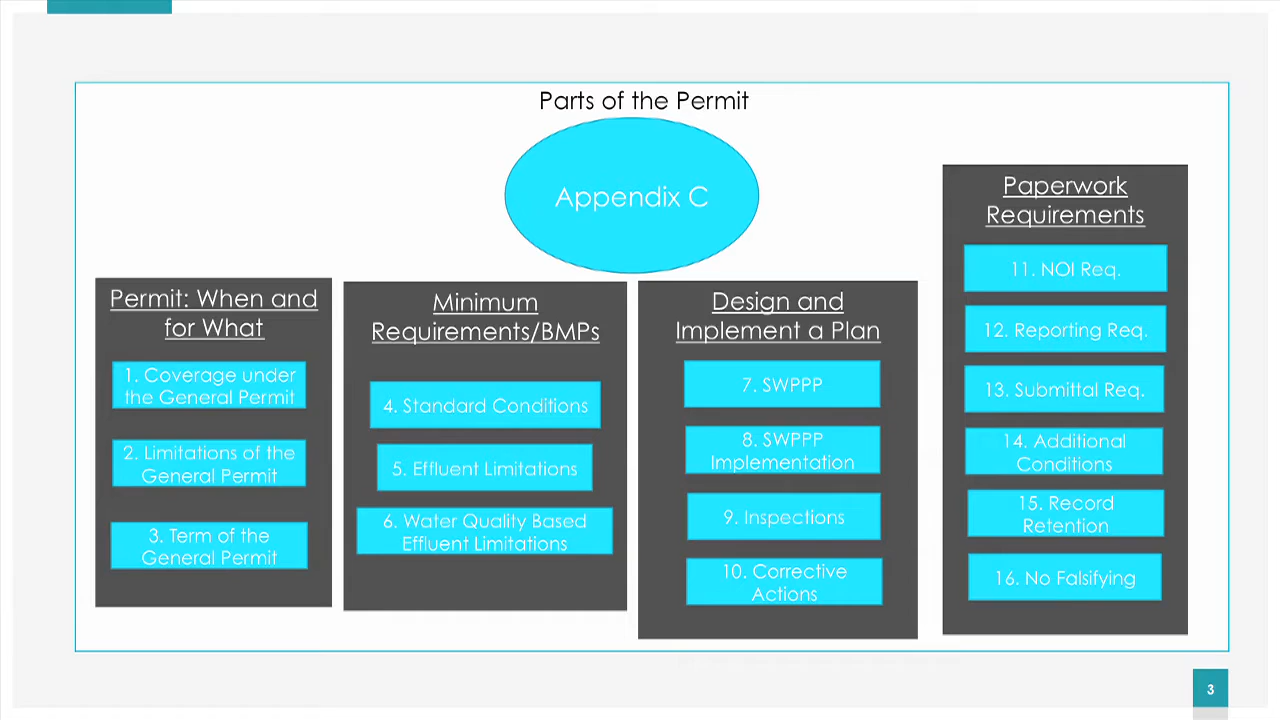 Parts of the Permit
Appendix C
Permit: When and
for What
1. Coverage under
the General Permit
2. Limitations of the
General Permit
3. Term of the
General Permit
Minimum
Requirements/BMPs
4. Standard Conditions
5. Effluent Limitations
6. Water Quality Based
Effluent Limitations
Design and
Implement a Plan
7. SWPPP
8. SWPPP
Implementation
9. Inspections
10. Corrective
Actions
Paperwork
Requirements
11. NOI Req.
12. Reporting Req.
13. Submittal Req.
14. Additional
Conditions
15. Record
Retention
16. No Falsifying
3